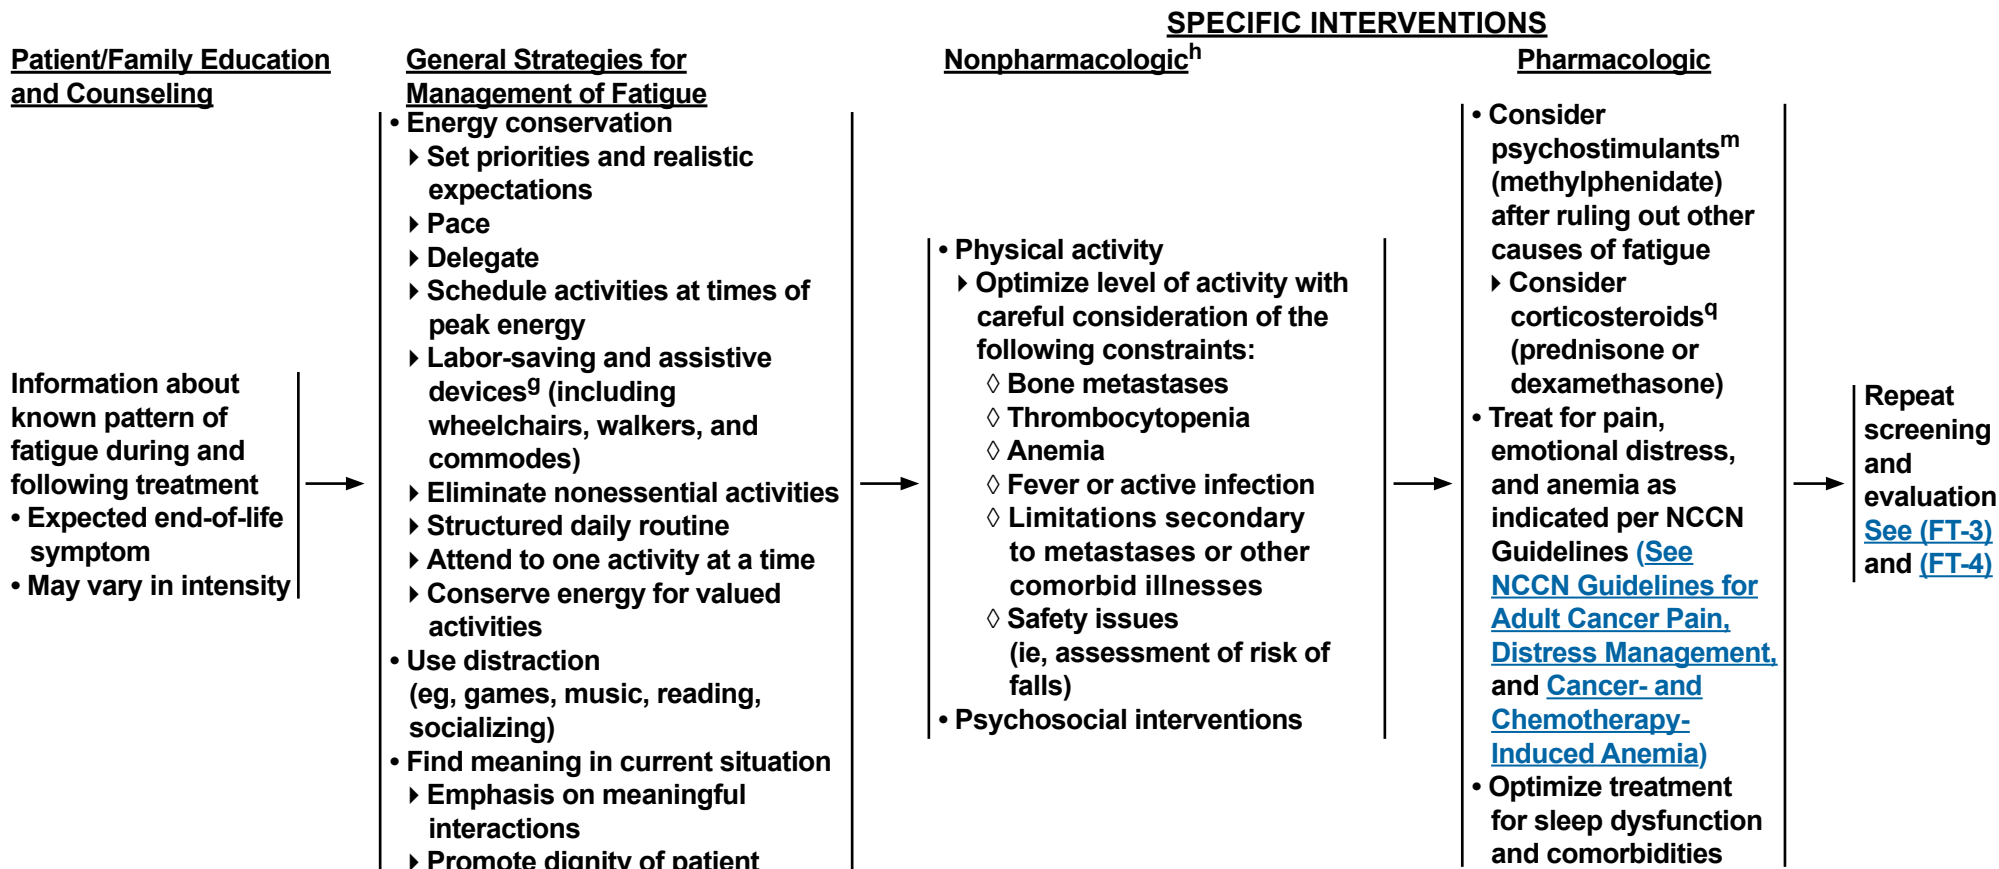 SPECIFIC INTERVENTIONS
Patient/Family Education
and Counseling
General Strategies for
Management of Fatigue
Nonpharmacologicʰ
Pharmacologic
Information about
known pattern of
fatigue during and
following treatment
• Expected end-of-life
symptom
• May vary in intensity
• Energy conservation
▸ Set priorities and realistic
expectations
▸ Pace
▸ Delegate
▸ Schedule activities at times of
peak energy
▸ Labor-saving and assistive
devicesᵍ (including
wheelchairs, walkers, and
commodes)
▸ Eliminate nonessential activities
▸ Structured daily routine
▸ Attend to one activity at a time
▸ Conserve energy for valued
activities
• Use distraction
(eg, games, music, reading,
socializing)
• Find meaning in current situation
▸ Emphasis on meaningful
interactions
▸ Promote dignity of patient
• Physical activity
▸ Optimize level of activity with
careful consideration of the
following constraints:
◊ Bone metastases
◊ Thrombocytopenia
◊ Anemia
◊ Fever or active infection
◊ Limitations secondary
to metastases or other
comorbid illnesses
◊ Safety issues
(ie, assessment of risk of
falls)
• Psychosocial interventions
• Consider
psychostimulantsᵐ
(methylphenidate)
after ruling out other
causes of fatigue
▸ Consider
corticosteroids^q
(prednisone or
dexamethasone)
• Treat for pain,
emotional distress,
and anemia as
indicated per NCCN
Guidelines (See
NCCN Guidelines for
Adult Cancer Pain,
Distress Management,
and Cancer- and
Chemotherapy-
Induced Anemia)
• Optimize treatment
for sleep dysfunction
and comorbidities
Repeat
screening
and
evaluation
See (FT-3)
and (FT-4)